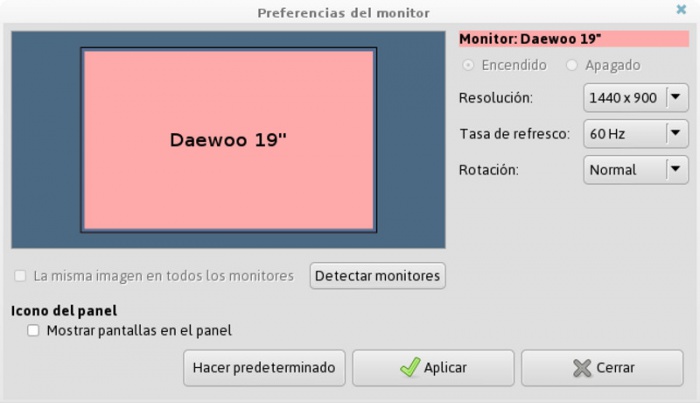 Preferencias del monitor
Daewoo 19"
Monitor: Daewoo 19"
Encendido Apagado
Resolución: 1440 x 900
Tasa de refresco: 60 Hz
Rotación: Normal
La misma imagen en todos los monitores Detectar monitores
Icono del panel
Mostrar pantallas en el panel
Hacer predeterminado Aplicar Cerrar